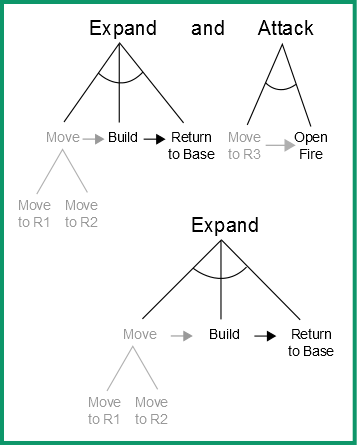 Expand and Attack
Move Build Return
to Base
Move
to R3
Open
Fire
Move
to R1
Move
to R2
Expand
Move Build Return
to Base
Move
to R1
Move
to R2